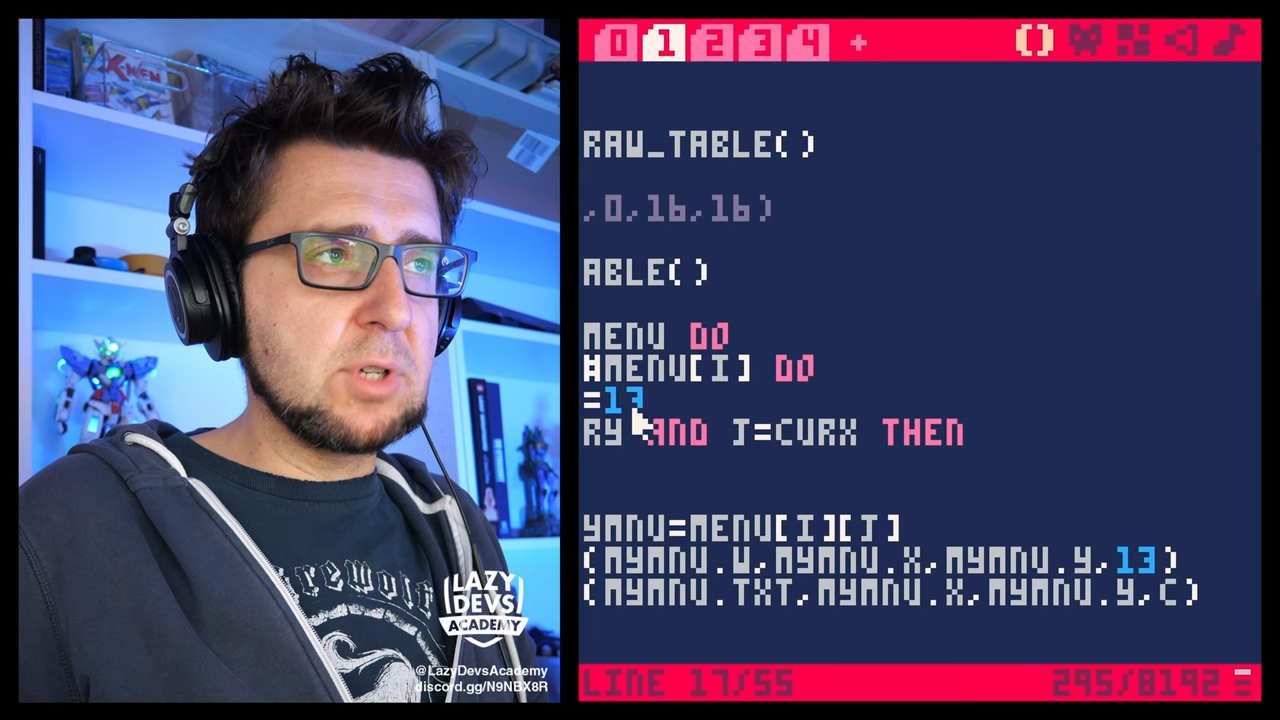 X-MEN
rewolf
LAZY
DEVS
ACADEMY
@LazyDevsAcademy
discord.gg/N9NBX8R
0 1 2 3 4 +
RAW_TABLE()
,0,16,16)
ABLE()
MENU DO
#MENU[I] DO
=13
RY AND J=CURX THEN
YMNU=MENU[I][J]
(MYMNU.W,MYMNU.X,MYMNU.Y,13)
(MYMNU.TXT,MYMNU.X,MYMNU.Y,C)
LINE 17/55
295/8192